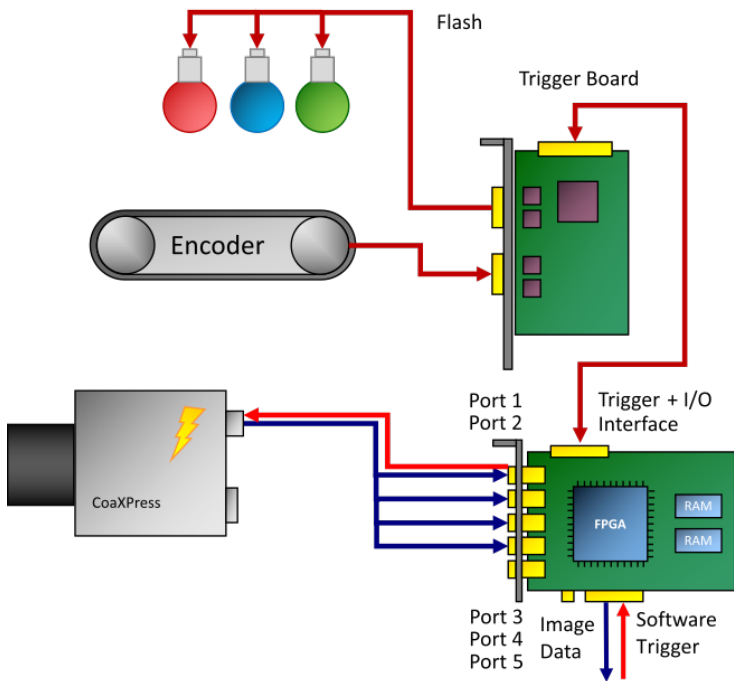 Flash
Trigger Board
Encoder
Port 1
Port 2
Trigger + I/O
Interface
CoaXPress
FPGA
RAM
RAM
Port 3
Port 4
Port 5
Image
Data
Software
Trigger